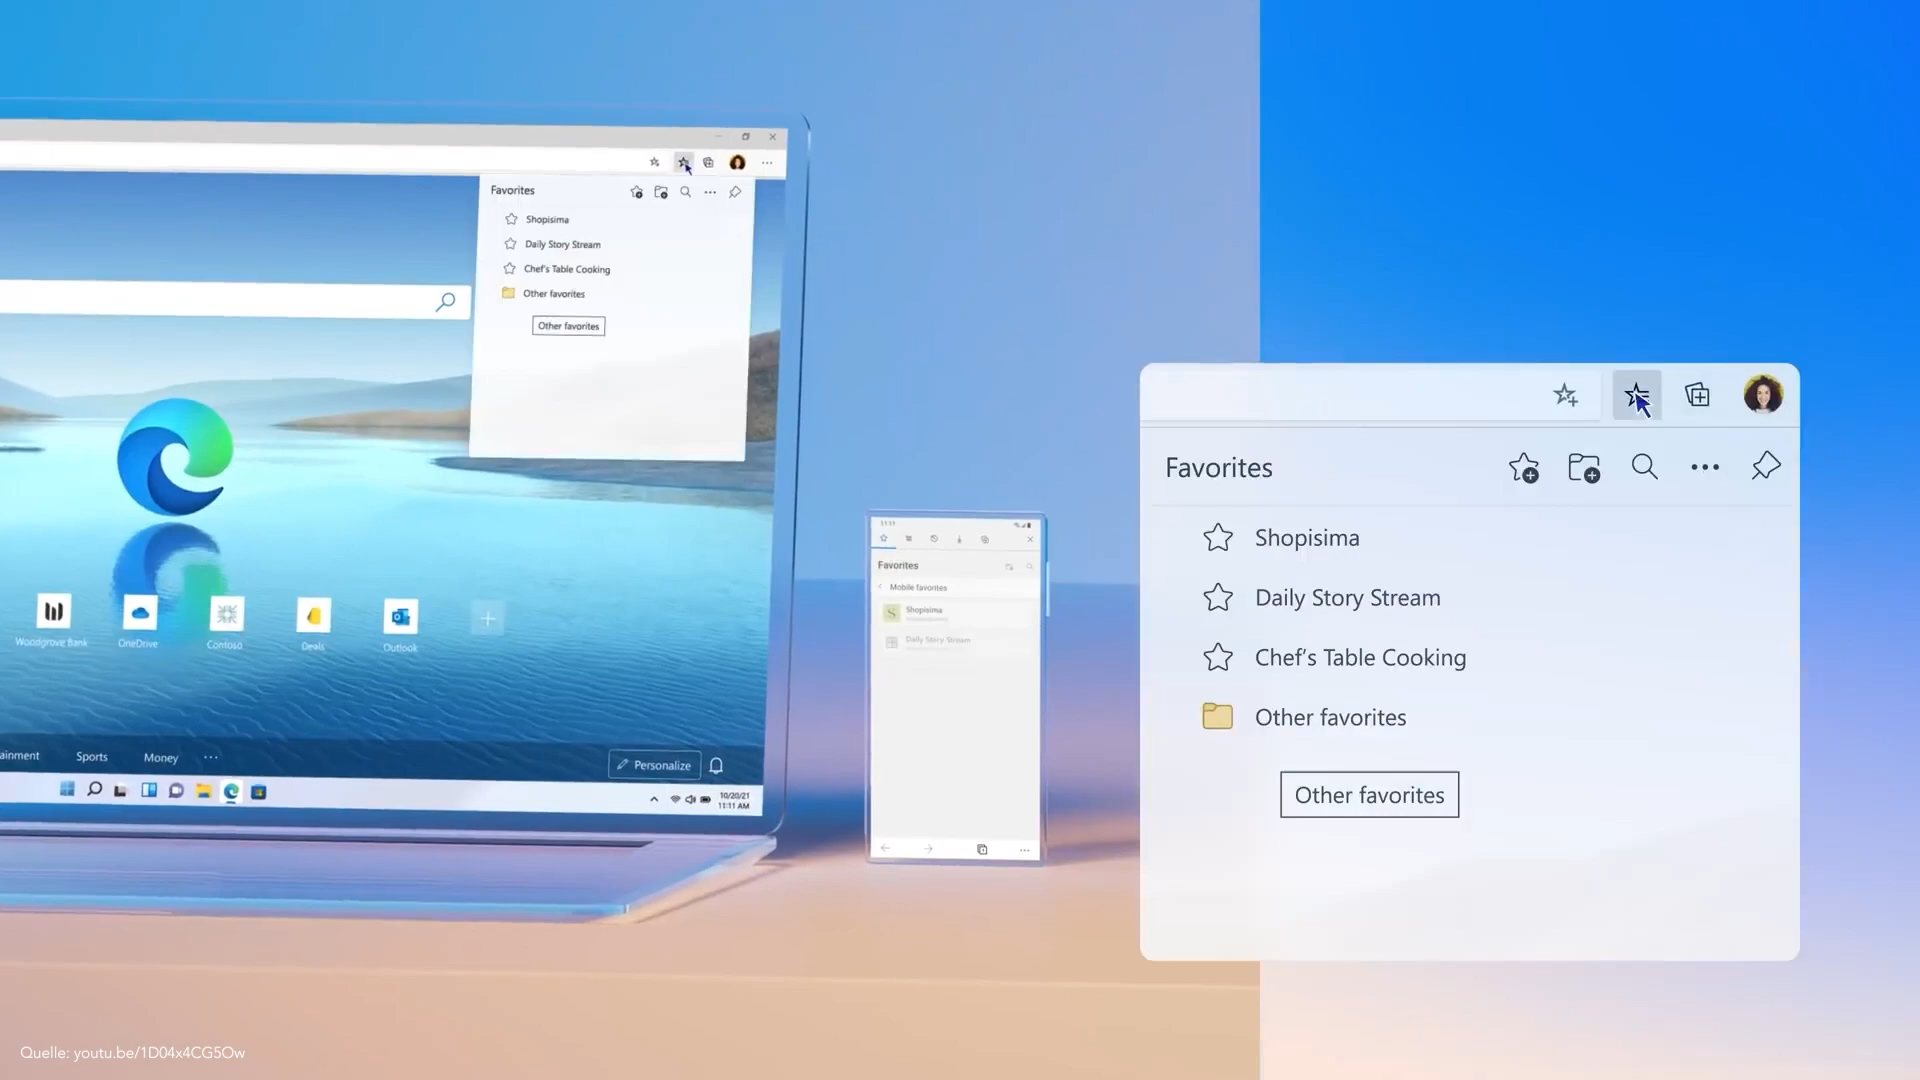 Favorites
Shopisima
Daily Story Stream
Chef's Table Cooking
Other favorites
Other favorites
Woodgrove Bank
OneDrive
Contoso
Deals
Outlook
ainment
Sports
Money
Personalize
10/20/21
11:11 AM
11:11
Favorites
Mobile favorites
Shopisima
Daily Story Stream
Favorites
Shopisima
Daily Story Stream
Chef's Table Cooking
Other favorites
Other favorites
Quelle: youtu.be/1D04x4CG5Ow